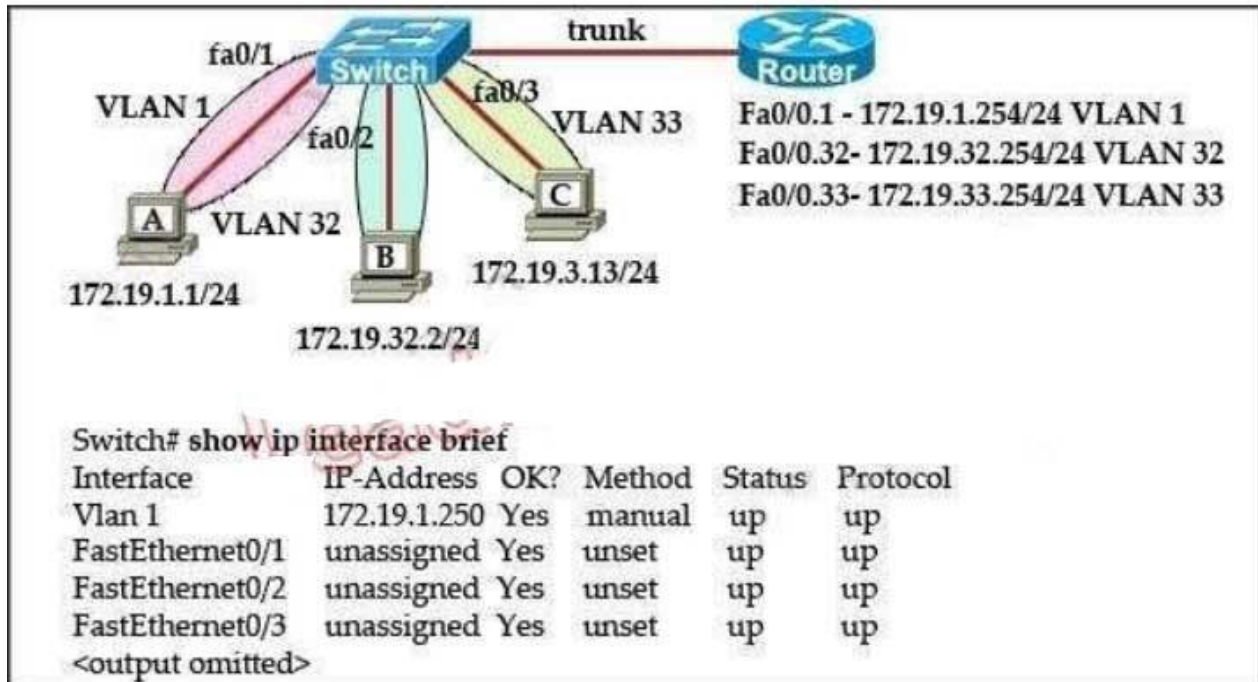 trunk
fa0/1
Switch
Router
fa0/3
VLAN 1
VLAN 33
fa0/2
Fa0/0.1 - 172.19.1.254/24 VLAN 1
Fa0/0.32- 172.19.32.254/24 VLAN 32
Fa0/0.33- 172.19.33.254/24 VLAN 33
A
VLAN 32
C
B
172.19.3.13/24
172.19.1.1/24
172.19.32.2/24
Switch# show ip interface brief
Interface IP-Address OK? Method Status Protocol
Vlan 1 172.19.1.250 Yes manual up up
FastEthernet0/1 unassigned Yes unset up up
FastEthernet0/2 unassigned Yes unset up up
FastEthernet0/3 unassigned Yes unset up up
<output omitted>